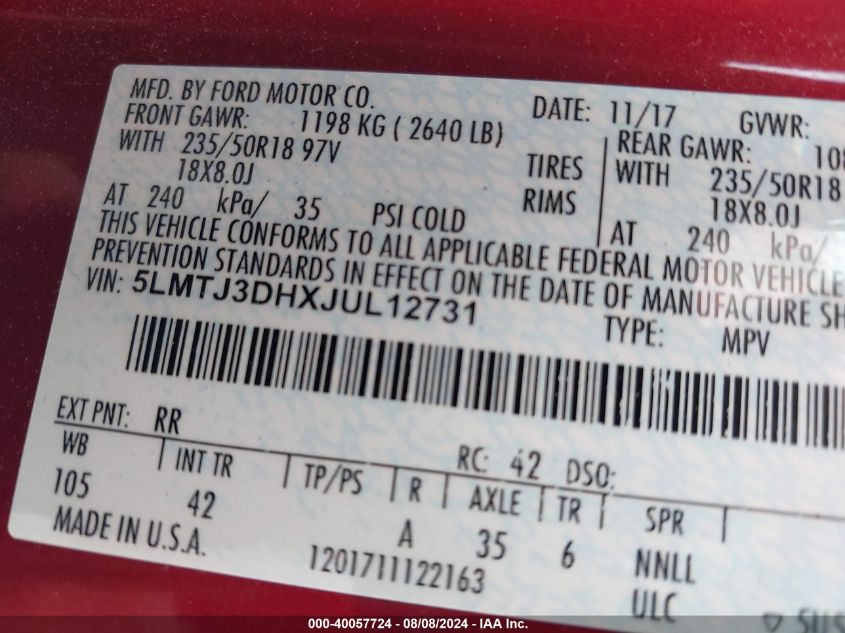 MFD. BY FORD MOTOR CO. DATE: 11/17 GVWR:
FRONT GAWR: 1198 KG ( 2640 LB) REAR GAWR: 108
WITH 235/50R18 97V TIRES WITH 235/50R18
18X8.0J RIMS 18X8.0J
AT 240 kPa/ 35 PSI COLD AT 240 kPa/
THIS VEHICLE CONFORMS TO ALL APPLICABLE FEDERAL MOTOR VEHICLE
PREVENTION STANDARDS IN EFFECT ON THE DATE OF MANUFACTURE SH
VIN: 5LMTJ3DHXJUL12731 TYPE: MPV
EXT PNT: RR RC: 42 DSO:
WB INT TR TP/PS R AXLE TR SPR
105 42 A 35 6 NNLL
MADE IN U.S.A. 1201711122163 ULC
000-40057724 - 08/08/2024 - IAA Inc.